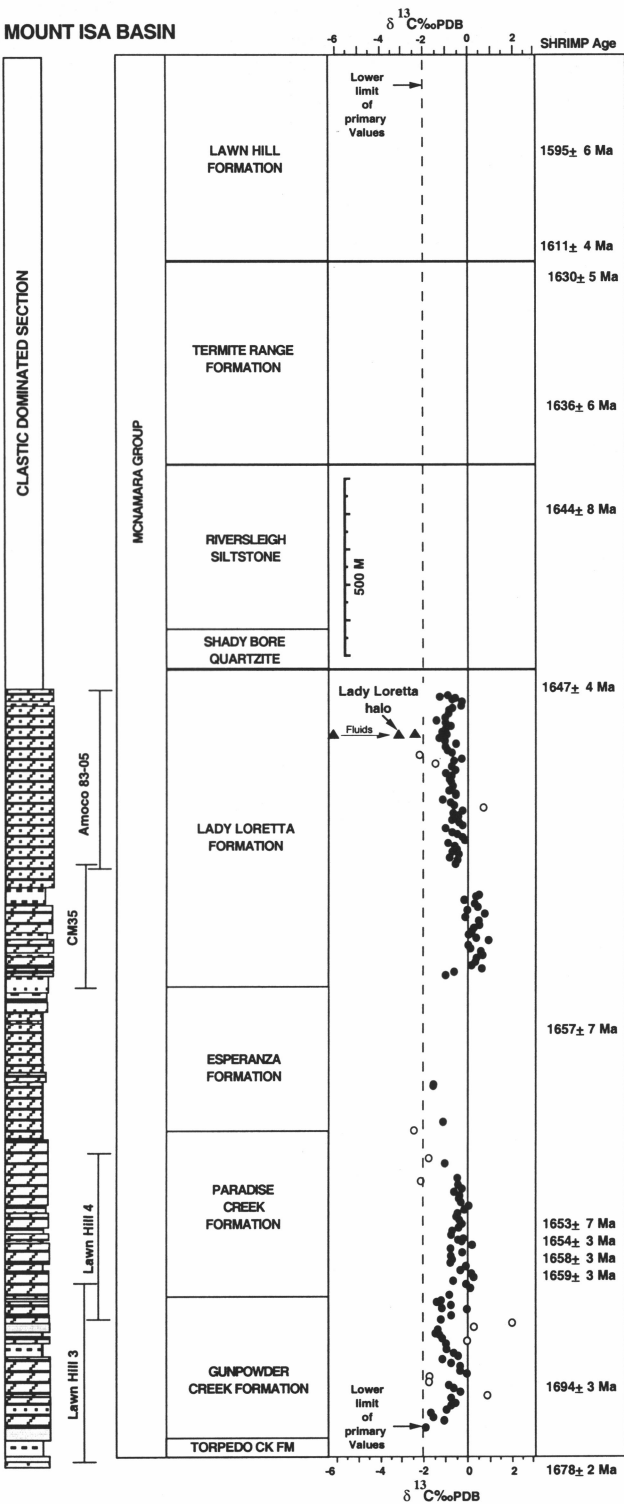 MOUNT ISA BASIN
δ 13C‰PDB
-6 -4 -2 0 2
SHRIMP Age
Lower
limit
of
primary
Values
LAWN HILL
FORMATION
1595± 6 Ma
1611± 4 Ma
1630± 5 Ma
TERMITE RANGE
FORMATION
1636± 6 Ma
CLASTIC DOMINATED SECTION
MCNAMARA GROUP
1644± 8 Ma
RIVERSLEIGH
SILTSTONE
500 M
SHADY BORE
QUARTZITE
1647± 4 Ma
Lady Loretta
halo
Fluids
Amoco 83-05
LADY LORETTA
FORMATION
CM35
1657± 7 Ma
ESPERANZA
FORMATION
PARADISE
CREEK
FORMATION
Lawn Hill 4
1653± 7 Ma
1654± 3 Ma
1658± 3 Ma
1659± 3 Ma
Lawn Hill 3
GUNPOWDER
CREEK FORMATION
1694± 3 Ma
Lower
limit
of
primary
Values
TORPEDO CK FM
-6 -4 -2 0 2
1678± 2 Ma
δ 13C‰PDB